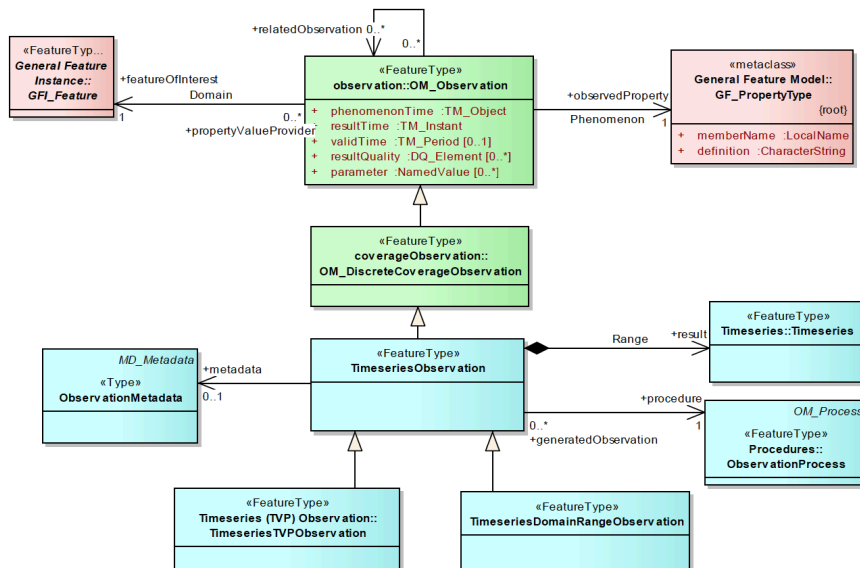 +relatedObservation 0..*
0..*
«FeatureTyp...
General Feature
Instance::
GFI_Feature
+featureOfInterest
Domain
1
0..*
+propertyValueProvider
«FeatureType»
observation::OM_Observation
+ phenomenonTime :TM_Object
+ resultTime :TM_Instant
+ validTime :TM_Period [0..1]
+ resultQuality :DQ_Element [0..*]
+ parameter :NamedValue [0..*]
+observedProperty
Phenomenon
1
«metaclass»
General Feature Model::
GF_PropertyType
{root}
+ memberName :LocalName
+ definition :CharacterString
«FeatureType»
coverageObservation::
OM_DiscreteCoverageObservation
«FeatureType»
TimeseriesObservation
Range
+result
«FeatureType»
Timeseries::Timeseries
MD_Metadata
«Type»
ObservationMetadata
+metadata
0..1
+procedure
0..*
1
+generatedObservation
OM_Process
«FeatureType»
Procedures::
ObservationProcess
«FeatureType»
Timeseries (TVP) Observation::
TimeseriesTVPObservation
«FeatureType»
TimeseriesDomainRangeObservation